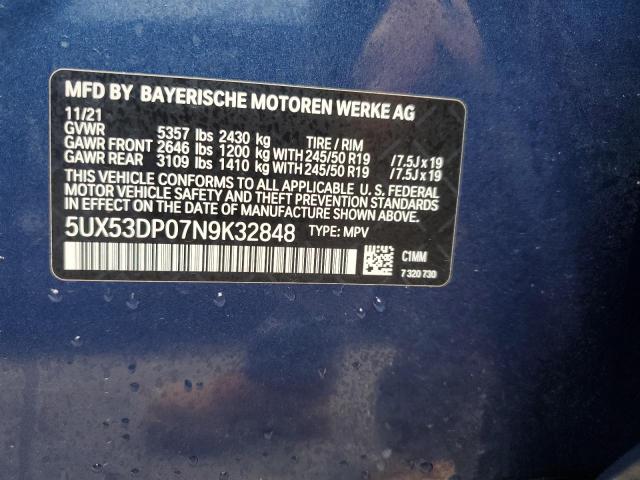 MFD BY BAYERISCHE MOTOREN WERKE AG
11/21
GVWR 5357 lbs 2430 kg TIRE / RIM
GAWR FRONT 2646 lbs 1200 kg WITH 245/50 R19 /7.5J x 19
GAWR REAR 3109 lbs 1410 kg WITH 245/50 R19 /7.5J x 19
THIS VEHICLE CONFORMS TO ALL APPLICABLE U. S. FEDERAL
MOTOR VEHICLE SAFETY AND THEFT PREVENTION STANDARDS
IN EFFECT ON THE DATE OF MANUFACTURE SHOWN ABOVE.
5UX53DP07N9K32848 TYPE: MPV
C1MM
7 320 730